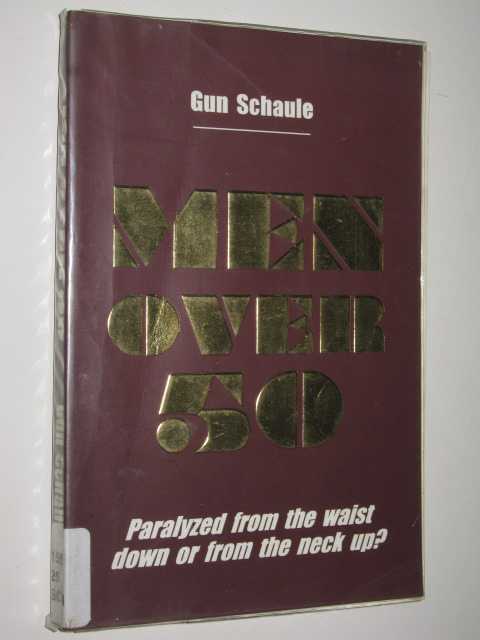 Gun Schaule
MEN
OVER
50
Paralyzed from the waist
down or from the neck up?